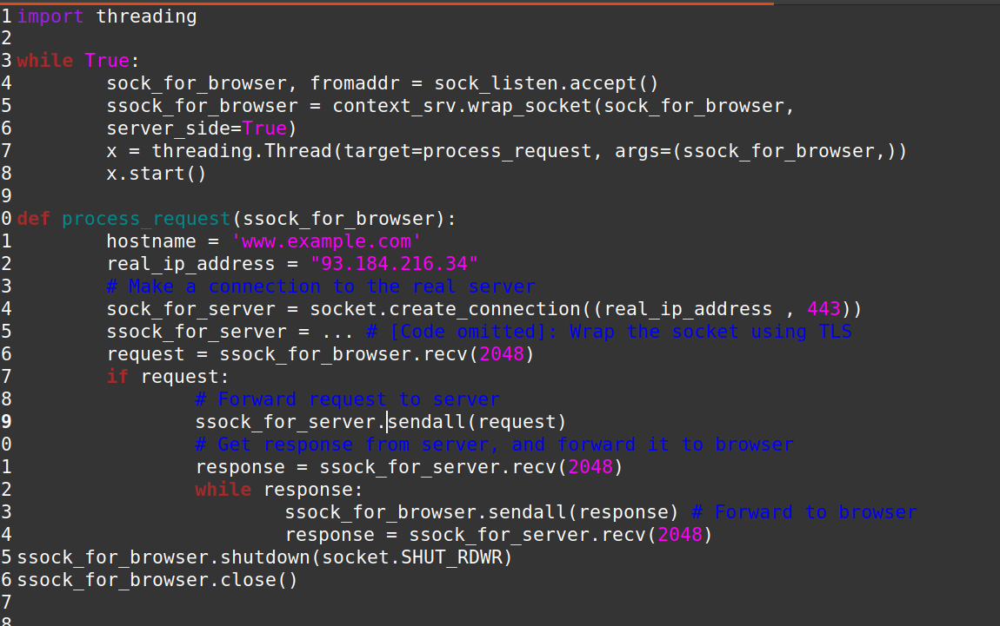 1 import threading
2
3 while True:
4 sock_for_browser, fromaddr = sock_listen.accept()
5 ssock_for_browser = context_srv.wrap_socket(sock_for_browser,
6 server_side=True)
7 x = threading.Thread(target=process_request, args=(ssock_for_browser,))
8 x.start()
9
0 def process_request(ssock_for_browser):
1 hostname = 'www.example.com'
2 real_ip_address = "93.184.216.34"
3 # Make a connection to the real server
4 sock_for_server = socket.create_connection((real_ip_address , 443))
5 ssock_for_server = ... # [Code omitted]: Wrap the socket using TLS
6 request = ssock_for_browser.recv(2048)
7 if request:
8 # Forward request to server
9 ssock_for_server.sendall(request)
0 # Get response from server, and forward it to browser
1 response = ssock_for_server.recv(2048)
2 while response:
3 ssock_for_browser.sendall(response) # Forward to browser
4 response = ssock_for_server.recv(2048)
5 ssock_for_browser.shutdown(socket.SHUT_RDWR)
6 ssock_for_browser.close()
7
8